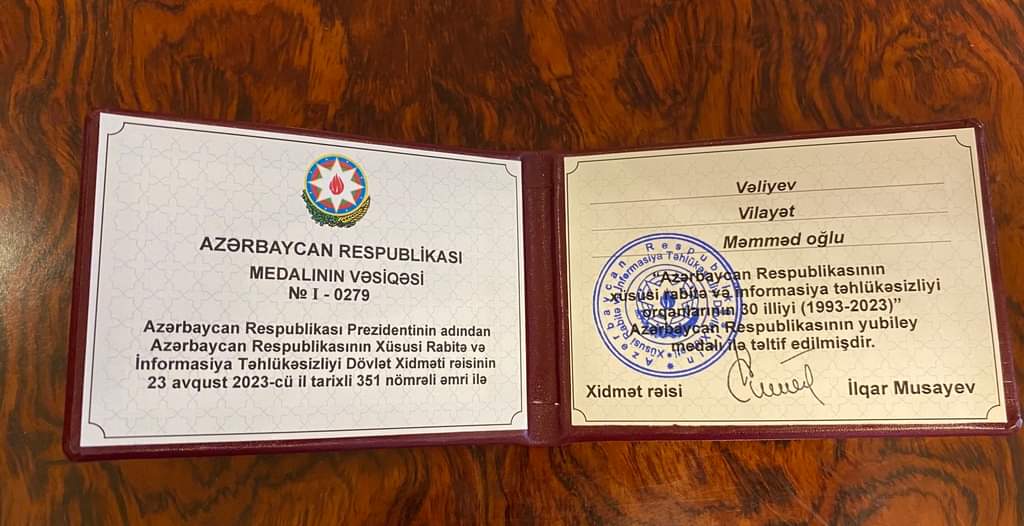 AZƏRBAYCAN RESPUBLİKASI
MEDALININ VƏSİQƏSİ
№ I - 0279
Azərbaycan Respublikası Prezidentinin adından
Azərbaycan Respublikasının Xüsusi Rabitə və
İnformasiya Təhlükəsizliyi Dövlət Xidməti rəisinin
23 avqust 2023-cü il tarixli 351 nömrəli əmri ilə
Vəliyev
Vilayət
Məmməd oğlu
"Azərbaycan Respublikasının
xüsusi rabitə və informasiya təhlükəsizliyi
orqanlarının 30 illiyi (1993-2023)"
Azərbaycan Respublikasının yubiley
medalı ilə təltif edilmişdir.
Xidmət rəisi
İlqar Musayev